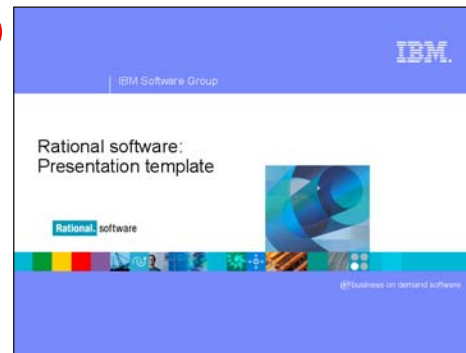 IBM.
IBM Software Group
Rational software:
Presentation template
Rational. software
business on demand software